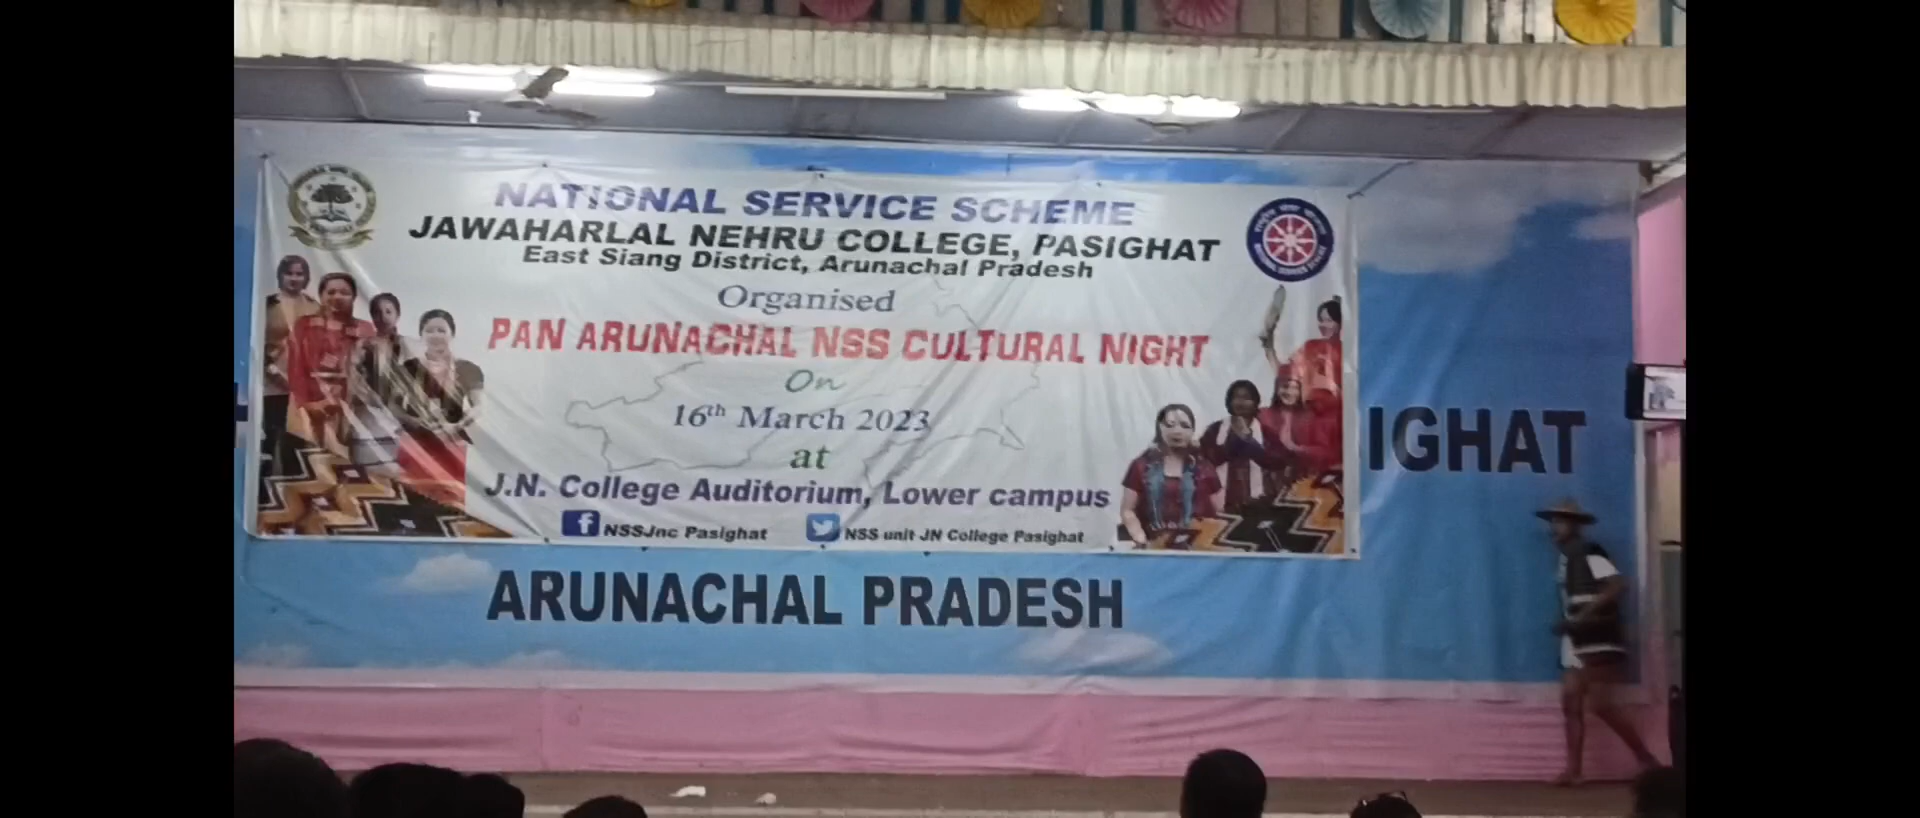 NATIONAL SERVICE SCHEME
JAWAHARLAL NEHRU COLLEGE, PASIGHAT
East Siang District, Arunachal Pradesh
Organised
PAN ARUNACHAL NSS CULTURAL NIGHT
On
16th March 2023
at
J.N. College Auditorium, Lower campus
NSSJnc Pasighat
NSS unit JN College Pasighat
IGHAT
ARUNACHAL PRADESH